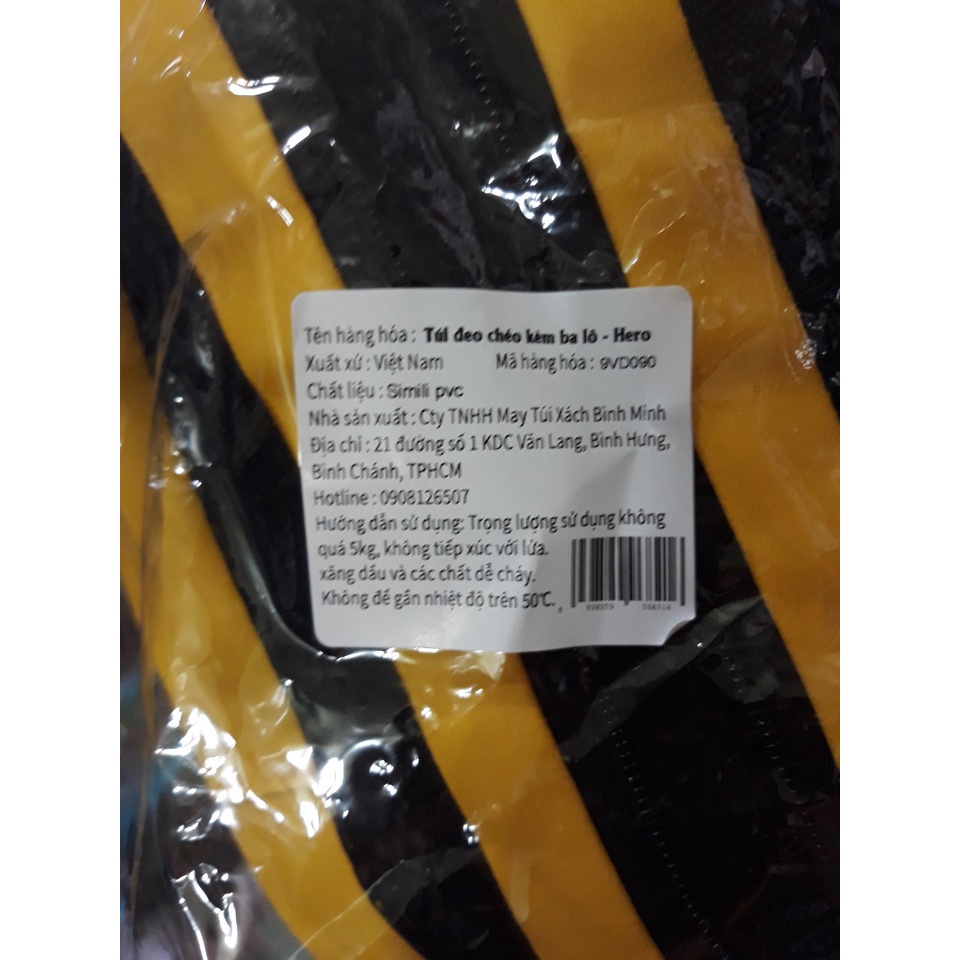 Tên hàng hóa : Túi đeo chéo kèm ba lô - Hero
Xuất xứ : Việt Nam Mã hàng hóa : 9VD090
Chất liệu : Simili pvc
Nhà sản xuất : Cty TNHH May Túi Xách Bình Minh
Địa chỉ : 21 đường số 1 KDC Văn Lang, Bình Hưng,
Bình Chánh, TPHCM
Hotline : 0908126507
Hướng dẫn sử dụng: Trọng lượng sử dụng không
quá 5kg, không tiếp xúc với lửa.
xăng dầu và các chất dễ cháy.
Không để gần nhiệt độ trên 50℃.